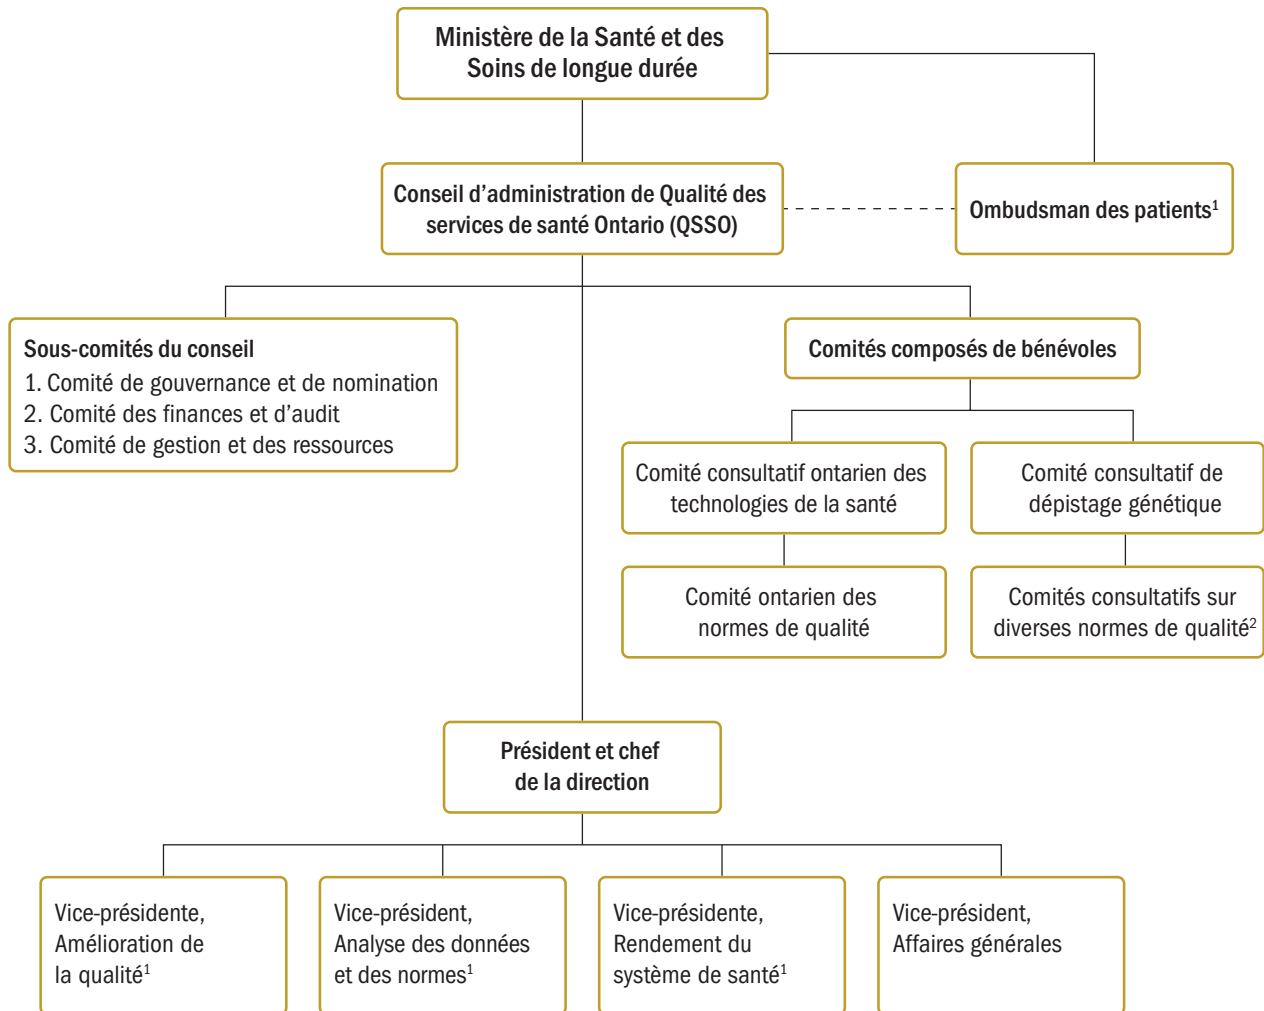 Ministère de la Santé et des
Soins de longue durée
Conseil d’administration de Qualité des
services de santé Ontario (QSSO)
Ombudsman des patients¹
Sous-comités du conseil
1. Comité de gouvernance et de nomination
2. Comité des finances et d’audit
3. Comité de gestion et des ressources
Comités composés de bénévoles
Comité consultatif ontarien des
technologies de la santé
Comité consultatif de
dépistage génétique
Comité ontarien des
normes de qualité
Comités consultatifs sur
diverses normes de qualité²
Président et chef
de la direction
Vice-présidente,
Amélioration de
la qualité¹
Vice-président,
Analyse des données
et des normes¹
Vice-présidente,
Rendement du
système de santé¹
Vice-président,
Affaires générales